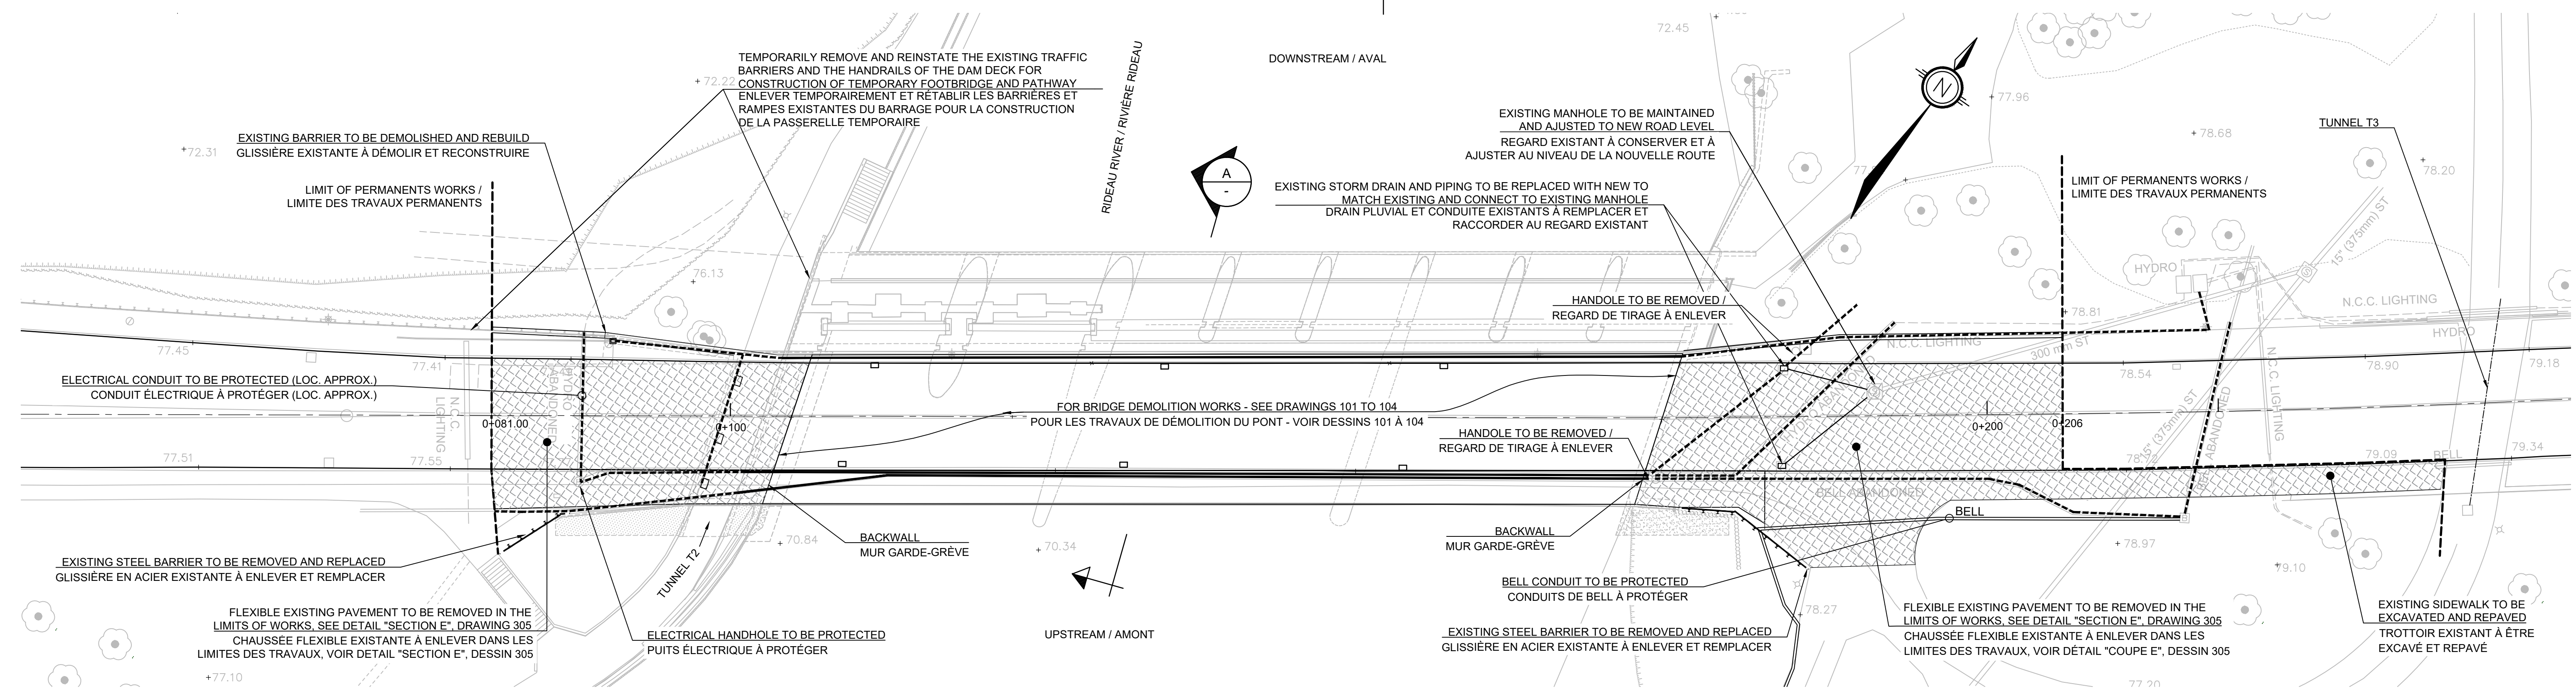 TEMPORARILY REMOVE AND REINSTATE THE EXISTING TRAFFIC
BARRIERS AND THE HANDRAILS OF THE DAM DECK FOR
CONSTRUCTION OF TEMPORARY FOOTBRIDGE AND PATHWAY
ENLEVER TEMPORAIREMENT ET RÉTABLIR LES BARRIÈRES ET
RAMPES EXISTANTES DU BARRAGE POUR LA CONSTRUCTION
DE LA PASSERELLE TEMPORAIRE
72.22
RIDEAU RIVER / RIVIÈRE RIDEAU
DOWNSTREAM / AVAL
72.45
N
77.96
EXISTING MANHOLE TO BE MAINTAINED
AND AJUSTED TO NEW ROAD LEVEL
REGARD EXISTANT À CONSERVER ET À
AJUSTER AU NIVEAU DE LA NOUVELLE ROUTE
TUNNEL T3
78.68
78.20
EXISTING BARRIER TO BE DEMOLISHED AND REBUILD
GLISSIÈRE EXISTANTE À DÉMOLIR ET RECONSTRUIRE
72.31
A
-
LIMIT OF PERMANENTS WORKS /
LIMITE DES TRAVAUX PERMANENTS
EXISTING STORM DRAIN AND PIPING TO BE REPLACED WITH NEW TO
MATCH EXISTING AND CONNECT TO EXISTING MANHOLE
DRAIN PLUVIAL ET CONDUITE EXISTANTS À REMPLACER ET
RACCORDER AU REGARD EXISTANT
LIMIT OF PERMANENTS WORKS /
LIMITE DES TRAVAUX PERMANENTS
15" (375mm) ST
76.13
HYDRO
HANDOLE TO BE REMOVED /
REGARD DE TIRAGE À ENLEVER
78.81
N.C.C. LIGHTING
HYDRO
77.45
77.41
N.C.C. LIGHTING
300 mm ST
78.54
78.90
79.18
N.C.C. LIGHTING
ELECTRICAL CONDUIT TO BE PROTECTED (LOC. APPROX.)
CONDUIT ÉLECTRIQUE À PROTÉGER (LOC. APPROX.)
HYDRO
ABANDONED
N.C.C.
LIGHTING
FOR BRIDGE DEMOLITION WORKS - SEE DRAWINGS 101 TO 104
POUR LES TRAVAUX DE DÉMOLITION DU PONT - VOIR DESSINS 101 À 104
0+081.00
0+100
0+200
0+206
15" (375mm) ST
ABANDONED
HANDOLE TO BE REMOVED /
REGARD DE TIRAGE À ENLEVER
77.51
77.55
79.09
BELL
79.34
BELL ABANDONED
BELL
BACKWALL
MUR GARDE-GRÈVE
BACKWALL
MUR GARDE-GRÈVE
70.84
70.34
78.97
TUNNEL T2
EXISTING STEEL BARRIER TO BE REMOVED AND REPLACED
GLISSIÈRE EN ACIER EXISTANTE À ENLEVER ET REMPLACER
BELL CONDUIT TO BE PROTECTED
CONDUITS DE BELL À PROTÉGER
79.10
78.27
FLEXIBLE EXISTING PAVEMENT TO BE REMOVED IN THE
LIMITS OF WORKS, SEE DETAIL "SECTION E", DRAWING 305
CHAUSSÉE FLEXIBLE EXISTANTE À ENLEVER DANS LES
LIMITES DES TRAVAUX, VOIR DETAIL "SECTION E", DESSIN 305
ELECTRICAL HANDHOLE TO BE PROTECTED
PUITS ÉLECTRIQUE À PROTÉGER
UPSTREAM / AMONT
EXISTING STEEL BARRIER TO BE REMOVED AND REPLACED
GLISSIÈRE EN ACIER EXISTANTE À ENLEVER ET REMPLACER
FLEXIBLE EXISTING PAVEMENT TO BE REMOVED IN THE
LIMITS OF WORKS, SEE DETAIL "SECTION E", DRAWING 305
CHAUSSÉE FLEXIBLE EXISTANTE À ENLEVER DANS LES
LIMITES DES TRAVAUX, VOIR DÉTAIL "COUPE E", DESSIN 305
EXISTING SIDEWALK TO BE
EXCAVATED AND REPAVED
TROTTOIR EXISTANT À ÊTRE
EXCAVÉ ET REPAVÉ
77.10
77.20